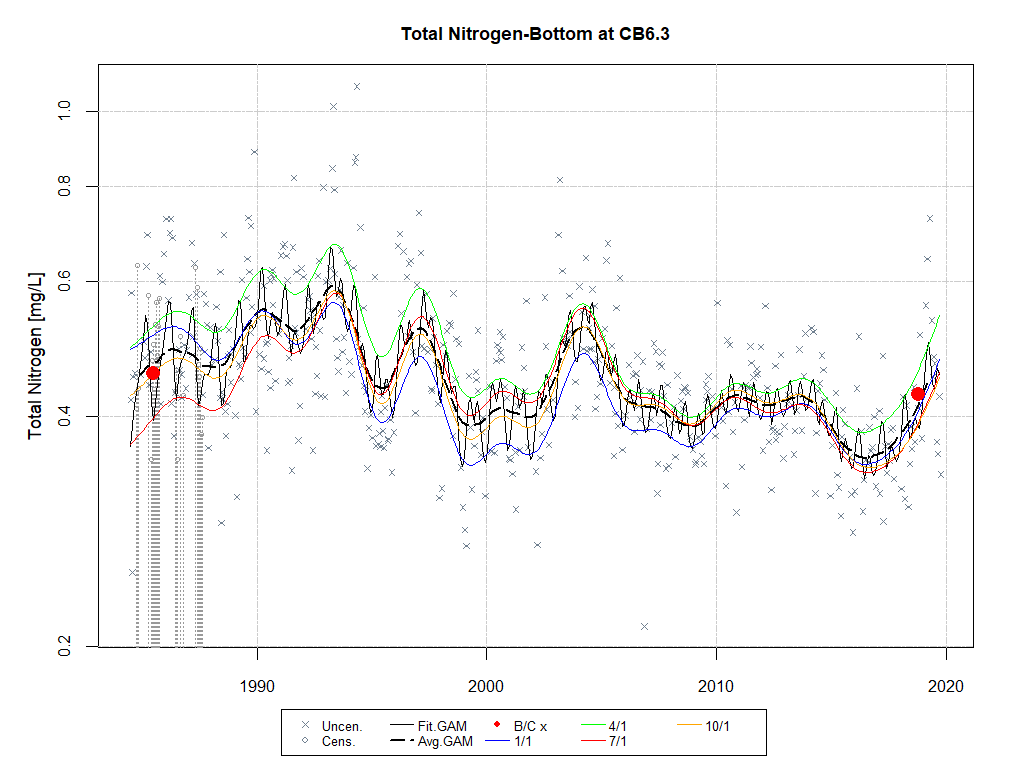 Total Nitrogen-Bottom at CB6.3
Total Nitrogen [mg/L]
1.0
0.8
0.6
0.4
0.2
1990 2000 2010 2020
Uncen. Fit.GAM B/C x 4/1 10/1
Cens. Avg.GAM 1/1 7/1